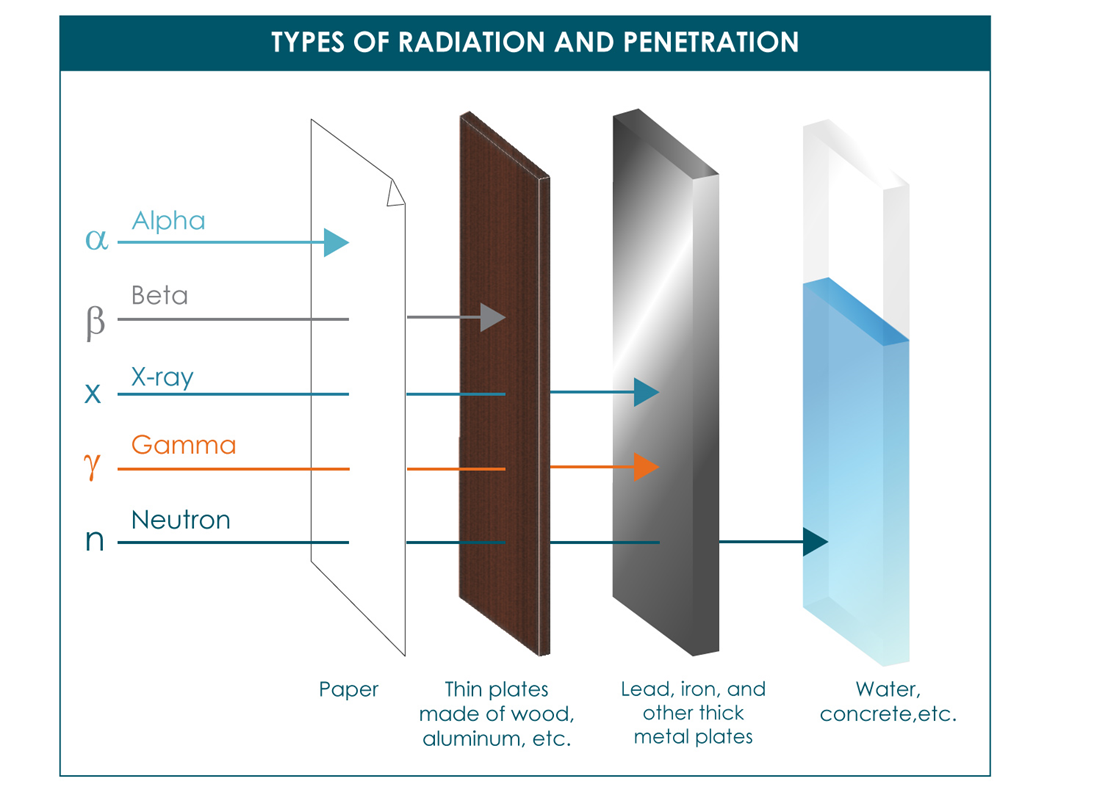 TYPES OF RADIATION AND PENETRATION
α Alpha
β Beta
x X-ray
γ Gamma
n Neutron
Paper
Thin plates
made of wood,
aluminum, etc.
Lead, iron, and
other thick
metal plates
Water,
concrete,etc.